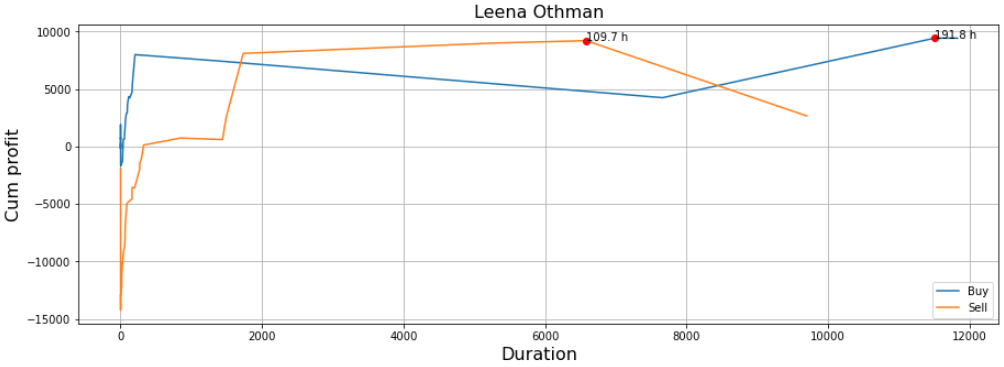 Leena Othman
Cum profit
10000
5000
0
−5000
−10000
−15000
109.7 h
191.8 h
Buy
Sell
0
2000
4000
6000
8000
10000
12000
Duration